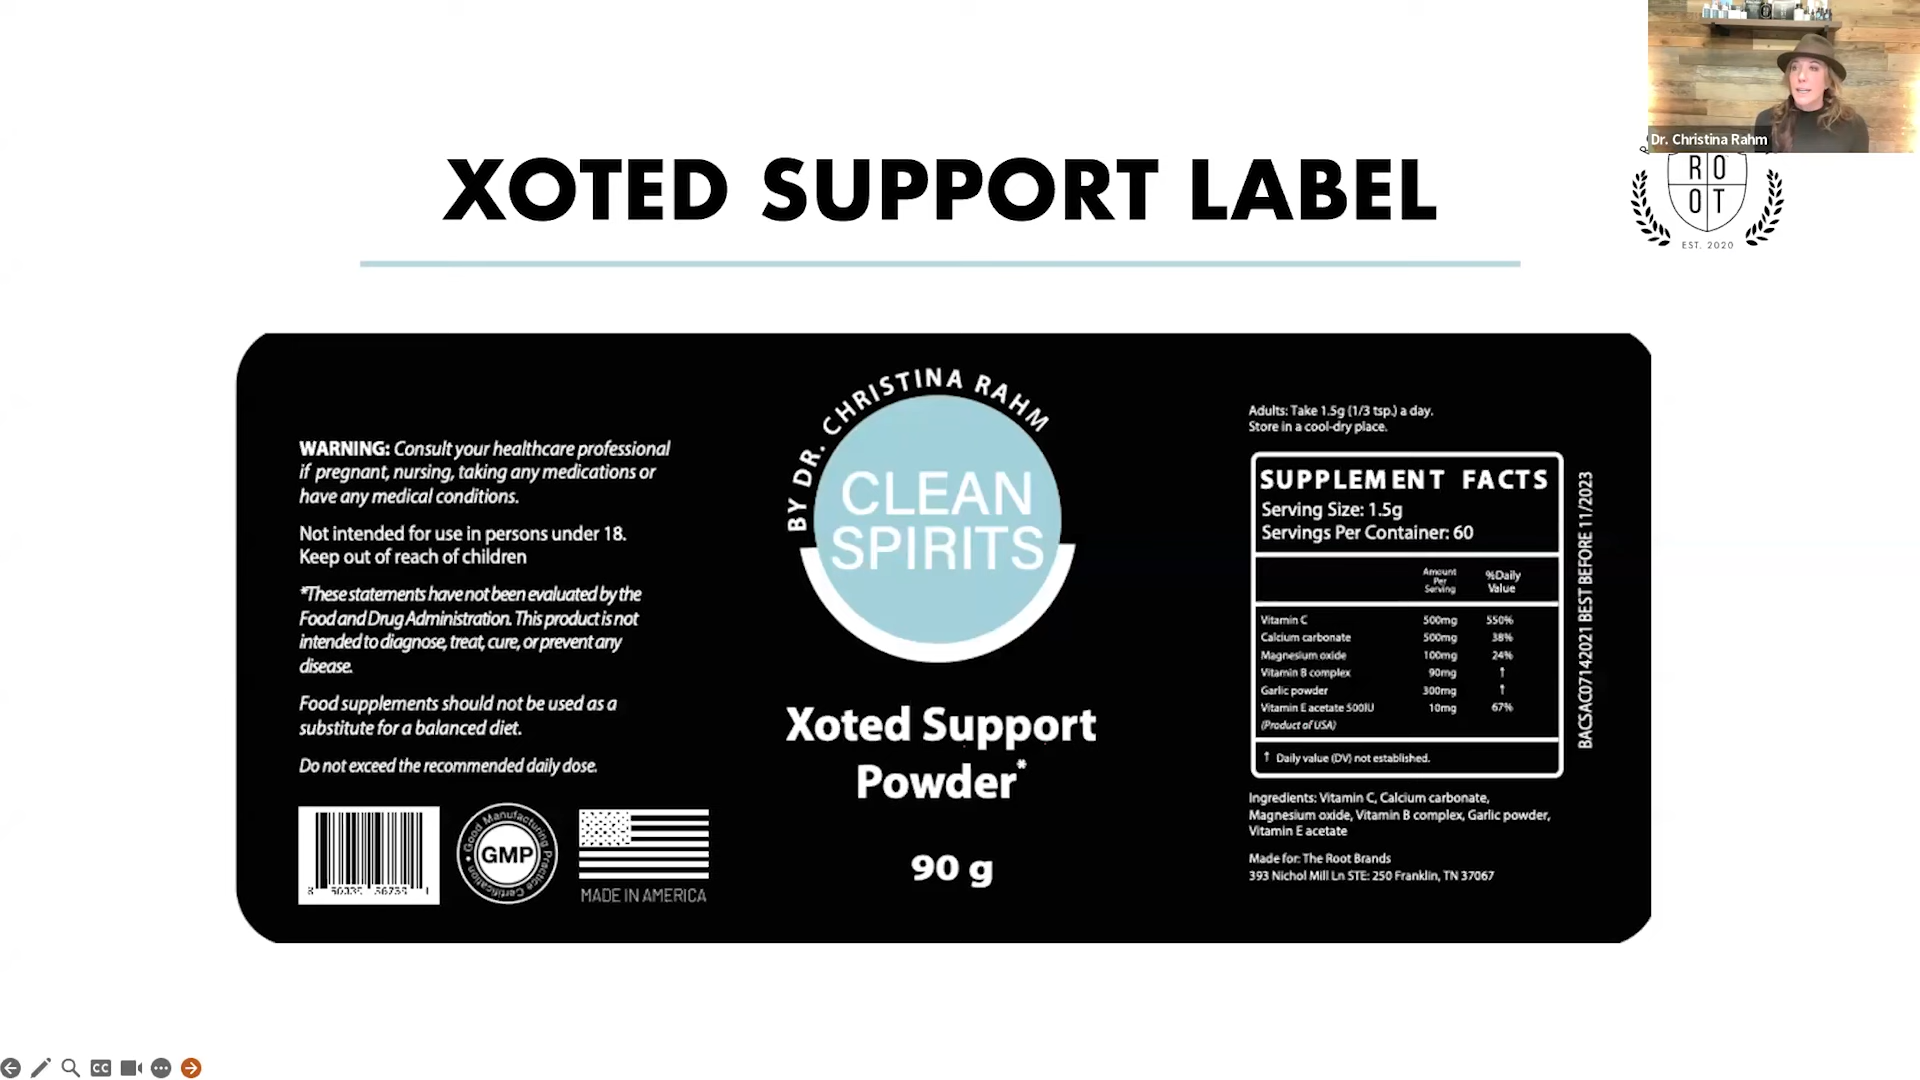 Dr. Christina Rahm
RO
OT
EST. 2020
XOTED SUPPORT LABEL
WARNING: Consult your healthcare professional
if pregnant, nursing, taking any medications or
have any medical conditions.
Not intended for use in persons under 18.
Keep out of reach of children
*These statements have not been evaluated by the
Food and Drug Administration. This product is not
intended to diagnose, treat, cure, or prevent any
disease.
Food supplements should not be used as a
substitute for a balanced diet.
Do not exceed the recommended daily dose.
Good Manufacturing Practice Certification
GMP
MADE IN AMERICA
BY DR. CHRISTINA RAHM
CLEAN
SPIRITS
Xoted Support
Powder*
90 g
Adults: Take 1.5g (1/3 tsp.) a day.
Store in a cool-dry place.
SUPPLEMENT FACTS
Serving Size: 1.5g
Servings Per Container: 60
Amount
Per
Serving
%Daily
Value
Vitamin C 500mg 550%
Calcium carbonate 500mg 38%
Magnesium oxide 100mg 24%
Vitamin B complex 90mg †
Garlic powder 300mg †
Vitamin E acetate 500IU 10mg 67%
(Product of USA)
† Daily value (DV) not established.
BACSAC07142021 BEST BEFORE 11/2023
Ingredients: Vitamin C, Calcium carbonate,
Magnesium oxide, Vitamin B complex, Garlic powder,
Vitamin E acetate
Made for: The Root Brands
393 Nichol Mill Ln STE: 250 Franklin, TN 37067
CC